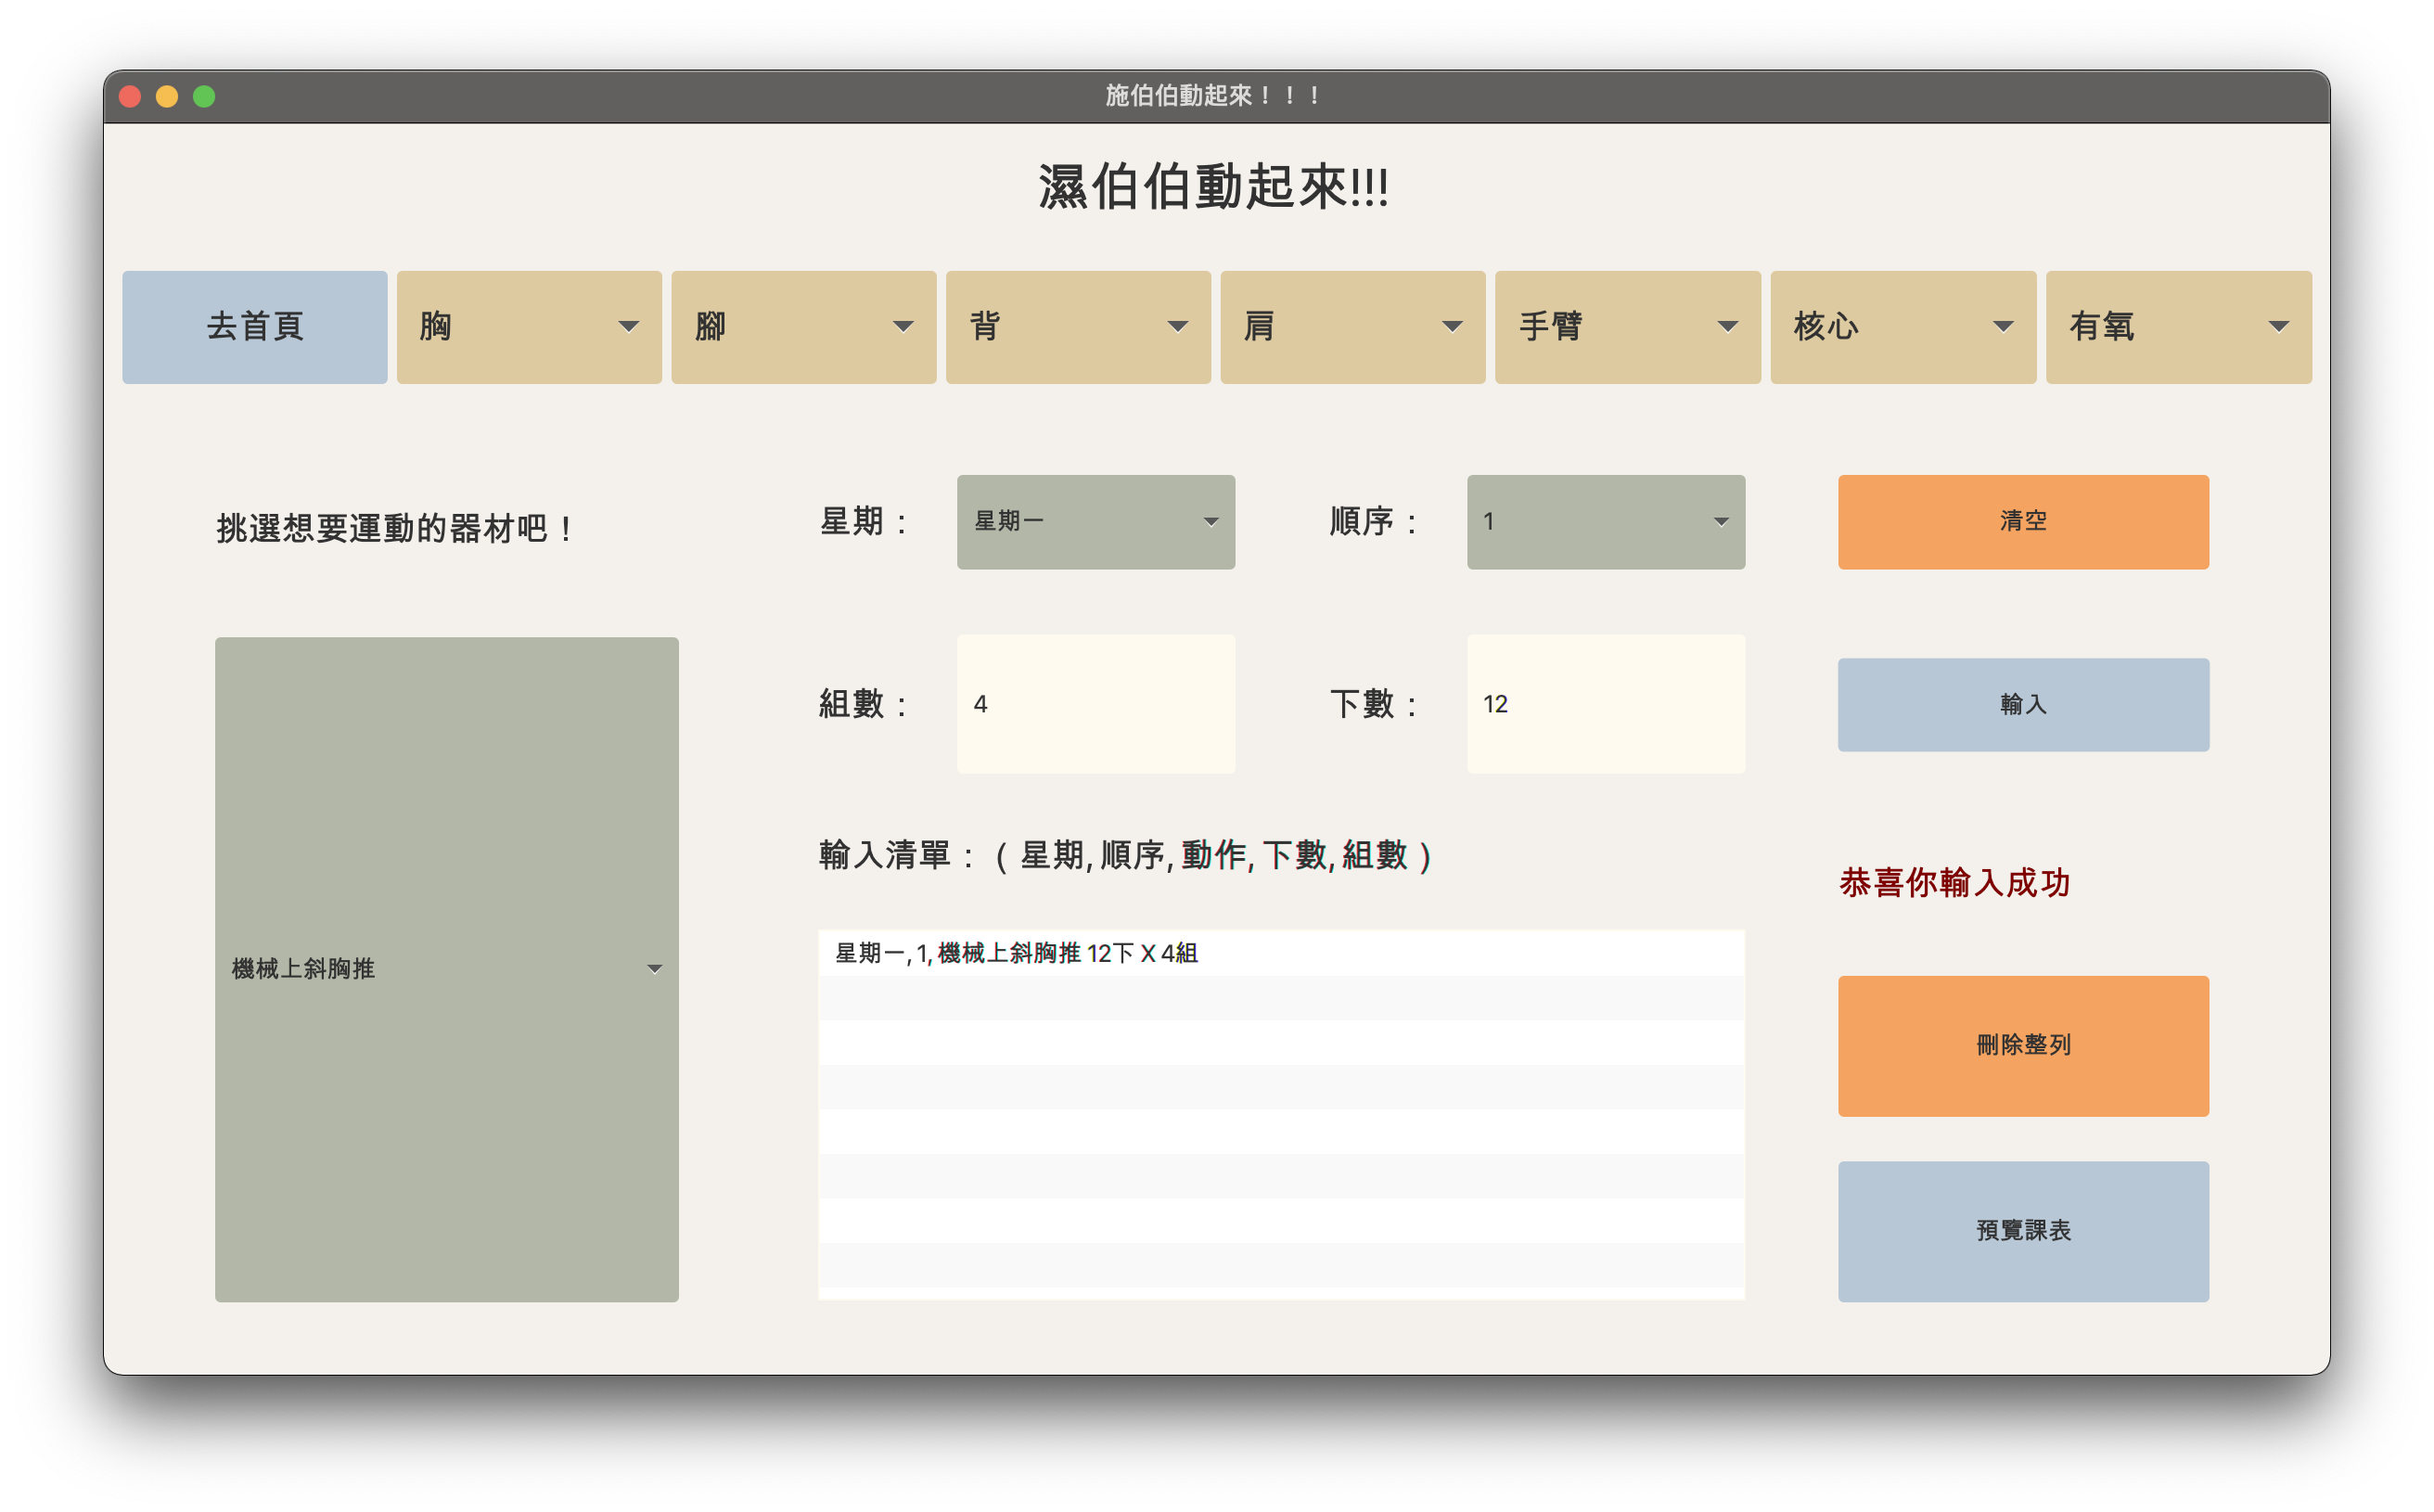 施伯伯動起來！！！
濕伯伯動起來!!!
去首頁 胸 腳 背 肩 手臂 核心 有氧
挑選想要運動的器材吧！
星期： 星期一 順序： 1 清空
組數： 4 下數： 12 輸入
輸入清單：( 星期, 順序, 動作, 下數, 組數 )
恭喜你輸入成功
星期一, 1, 機械上斜胸推 12下 X 4組
機械上斜胸推
刪除整列
預覽課表